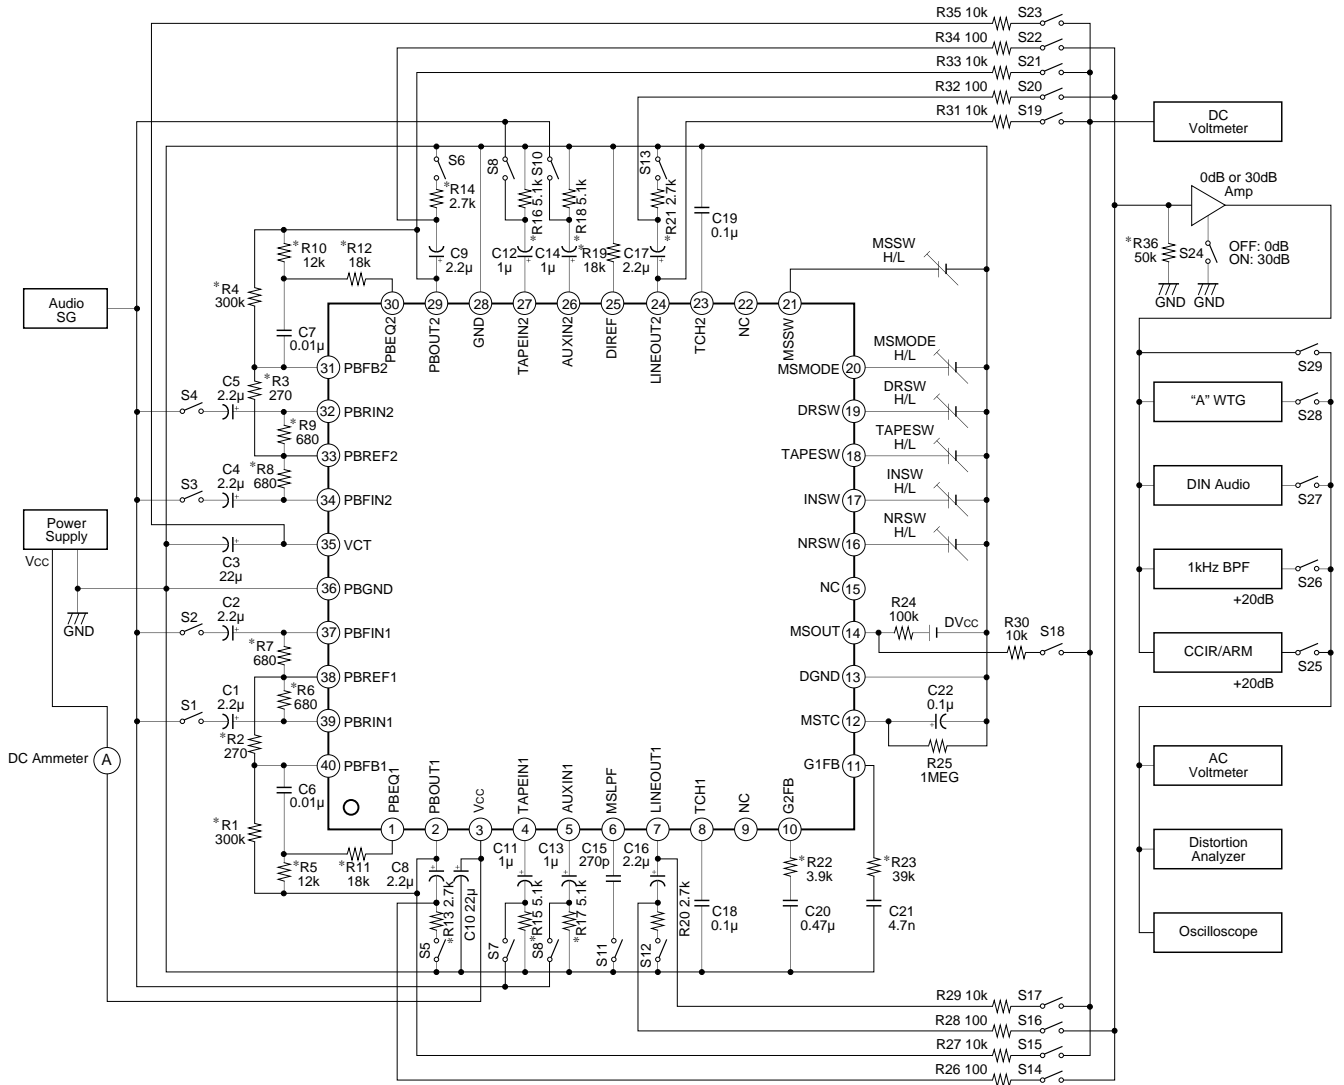 R35 10k S23
R34 100 S22
R33 10k S21
R32 100 S20
R31 10k S19
DC
Voltmeter
S6
*R14
2.7k
S8
*R16 5.1k
S10
*R18 5.1k
S13
*R21 2.7k
C19
0.1µ
0dB or 30dB
Amp
*R36
50k
S24
OFF: 0dB
ON: 30dB
GND
GND
*R10
12k
*R12
18k
C9
2.2µ
C12
1µ
C14
1µ
*R19
18k
C17
2.2µ
MSSW
H/L
*R4
300k
Audio
SG
C7
0.01µ
30
29
28
27
26
25
24
23
22
21
PBEQ2
PBOUT2
GND
TAPEIN2
AUXIN2
DIREF
LINEOUT2
TCH2
NC
MSSW
S29
31 PBFB2
MSMODE 20
MSMODE
H/L
C5
2.2µ
*R3
270
S4
32 PBRIN2
DRSW 19
DRSW
H/L
"A" WTG
S28
*R9
680
33 PBREF2
TAPESW 18
TAPESW
H/L
C4
2.2µ
*R8
680
S3
34 PBFIN2
INSW 17
INSW
H/L
DIN Audio
S27
Power
Supply
VCC
35 VCT
NRSW 16
NRSW
H/L
C3
22µ
1kHz BPF
S26
+20dB
36 PBGND
NC 15
GND
C2
2.2µ
S2
37 PBFIN1
MSOUT 14
R24
100k
DVCC
R30
10k
S18
*R7
680
CCIR/ARM
S25
+20dB
38 PBREF1
DGND 13
C1
2.2µ
*R6
680
S1
39 PBRIN1
MSTC 12
C22
0.1µ
R25
1MEG
*R2
270
DC Ammeter A
40 PBFB1
G1FB 11
AC
Voltmeter
C6
0.01µ
PBEQ1
PBOUT1
VCC
TAPEIN1
AUXIN1
MSLPF
LINEOUT1
TCH1
NC
G2FB
1
2
3
4
5
6
7
8
9
10
*R1
300k
*R5
12k
*R11
18k
C8
2.2µ
C11
1µ
C13
1µ
C15
270p
C16
2.2µ
*R22
3.9k
*R23
39k
Distortion
Analyzer
S5
*R13 2.7k
C10 22µ
S7
*R15 5.1k
S8
*R17 5.1k
S11
S12
R20 2.7k
C18
0.1µ
C20
0.47µ
C21
4.7n
Oscilloscope
R29 10k S17
R28 100 S16
R27 10k S15
R26 100 S14